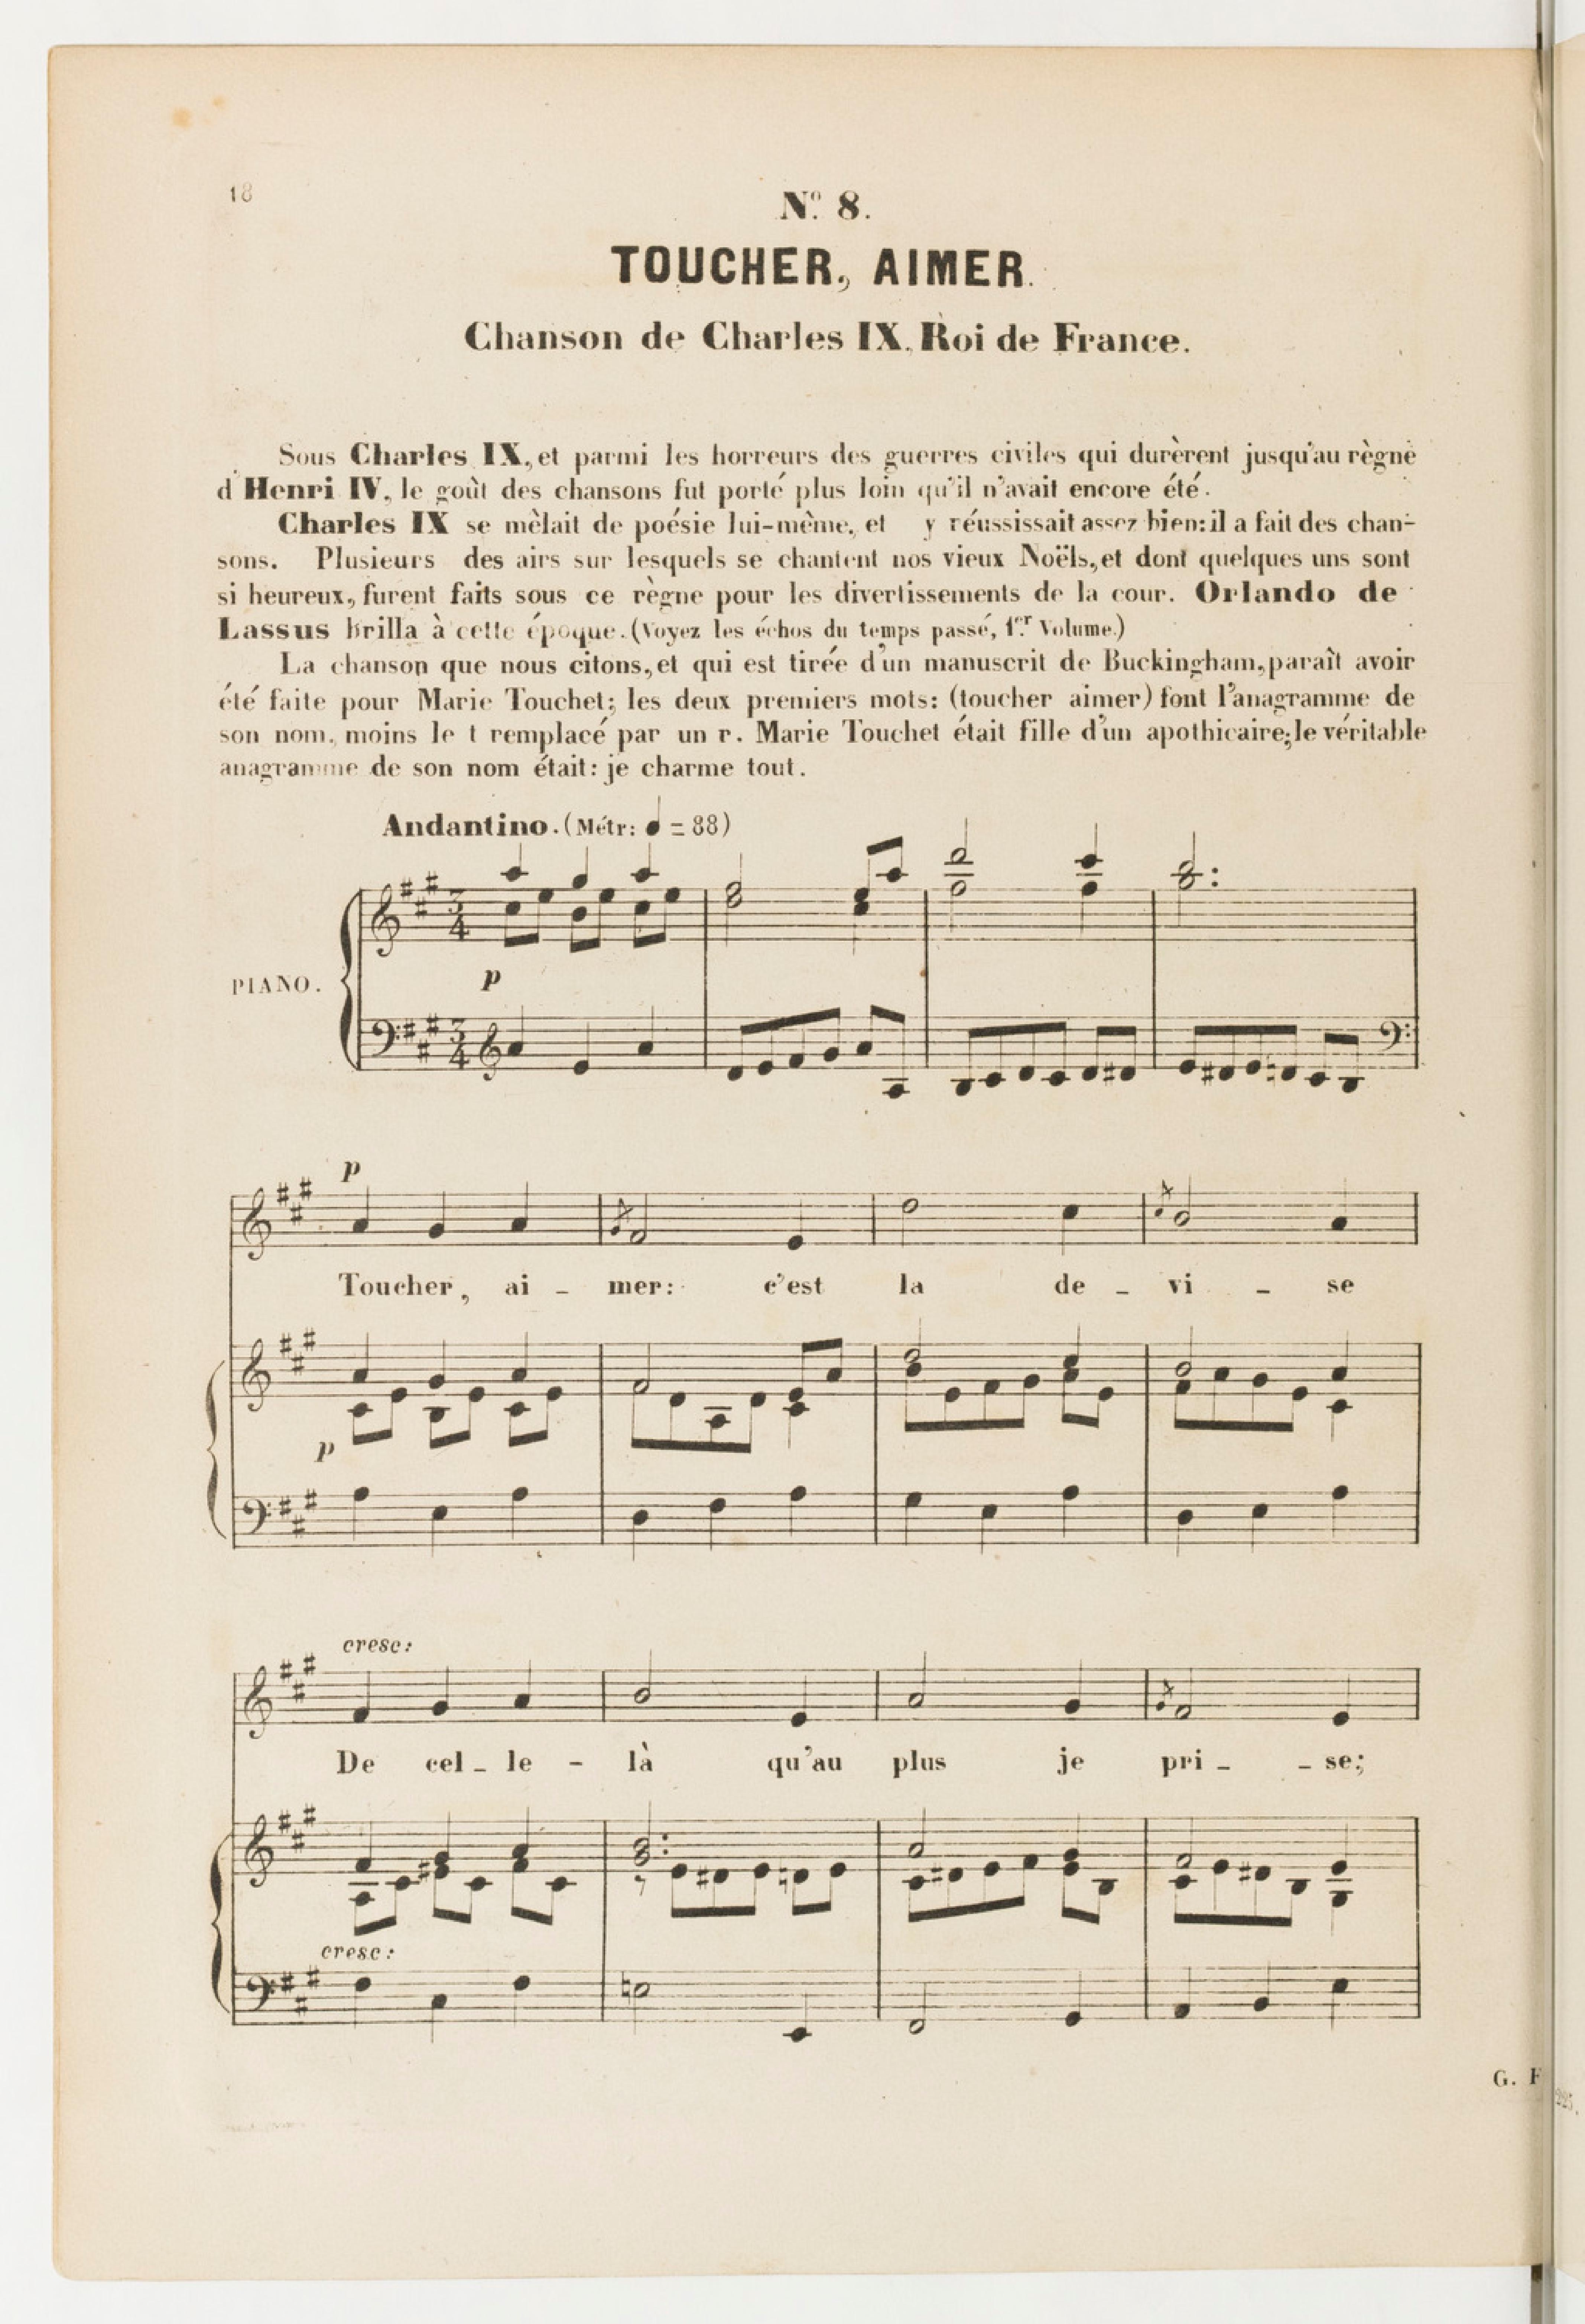 18
Nº. 8.
TOUCHER, AIMER.
Chanson de Charles IX, Roi de France.
Sous Charles IX, et parmi les horreurs des guerres civiles qui durèrent jusqu'au règne
d'Henri IV, le goût des chansons fut porté plus loin qu'il n'avait encore été.
Charles IX se mêlait de poésie lui-même, et y réussissait assez bien: il a fait des chan-
sons. Plusieurs des airs sur lesquels se chantent nos vieux Noëls, et dont quelques uns sont
si heureux, furent faits sous ce règne pour les divertissements de la cour. Orlando de
Lassus brilla à cette époque. (Voyez les échos du temps passé, 1er Volume.)
La chanson que nous citons, et qui est tirée d'un manuscrit de Buckingham, paraît avoir
été faite pour Marie Touchet; les deux premiers mots: (toucher aimer) font l'anagramme de
son nom, moins le t remplacé par un r. Marie Touchet était fille d'un apothicaire; le véritable
anagramme de son nom était: je charme tout.
Andantino. (Métr: ♩ = 88)
PIANO.
p
p
Toucher, ai - mer: c'est la de - vi - se
p
cresc:
De cel - le - là qu'au plus je pri - - se;
cresc:
G.